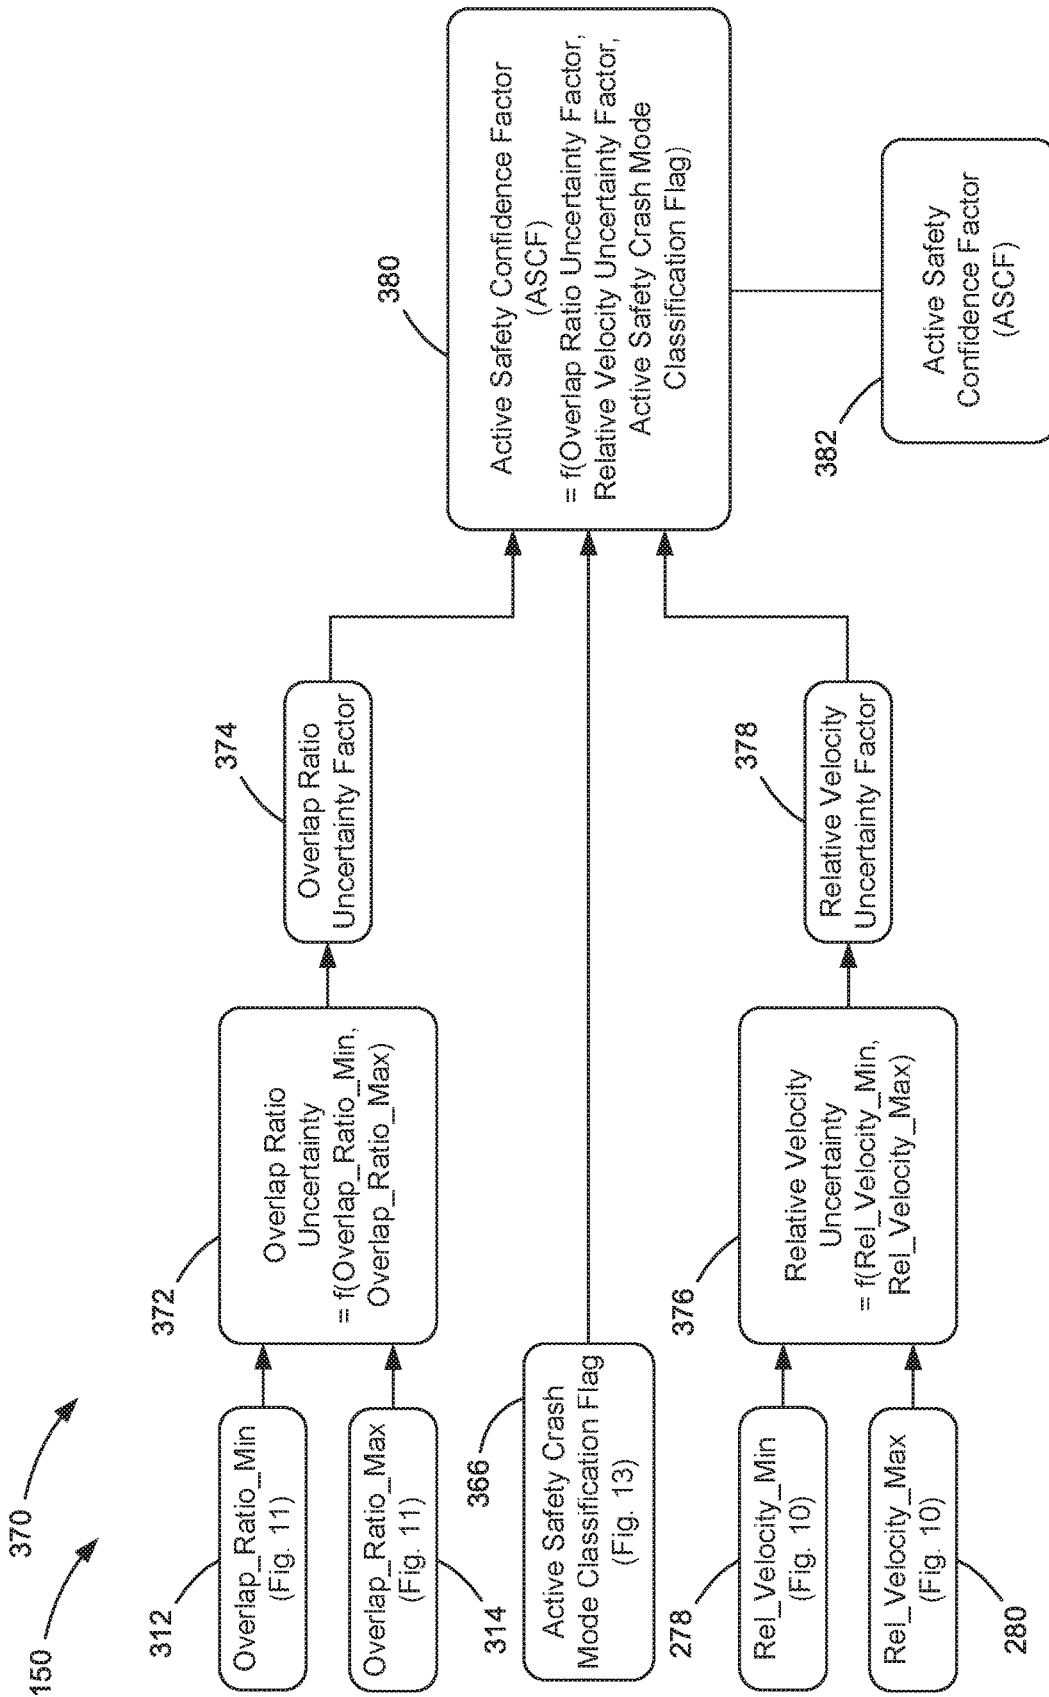 150
370
312
Overlap_Ratio_Min
(Fig. 11)
Overlap_Ratio_Max
(Fig. 11)
314
372
Overlap Ratio
Uncertainty
= f(Overlap_Ratio_Min,
Overlap_Ratio_Max)
374
Overlap Ratio
Uncertainty Factor
366
Active Safety Crash
Mode Classification Flag
(Fig. 13)
278
Rel_Velocity_Min
(Fig. 10)
Rel_Velocity_Max
(Fig. 10)
280
376
Relative Velocity
Uncertainty
= f(Rel_Velocity_Min,
Rel_Velocity_Max)
378
Relative Velocity
Uncertainty Factor
380
Active Safety Confidence Factor
(ASCF)
= f(Overlap Ratio Uncertainty Factor,
Relative Velocity Uncertainty Factor,
Active Safety Crash Mode
Classification Flag)
382
Active Safety
Confidence Factor
(ASCF)